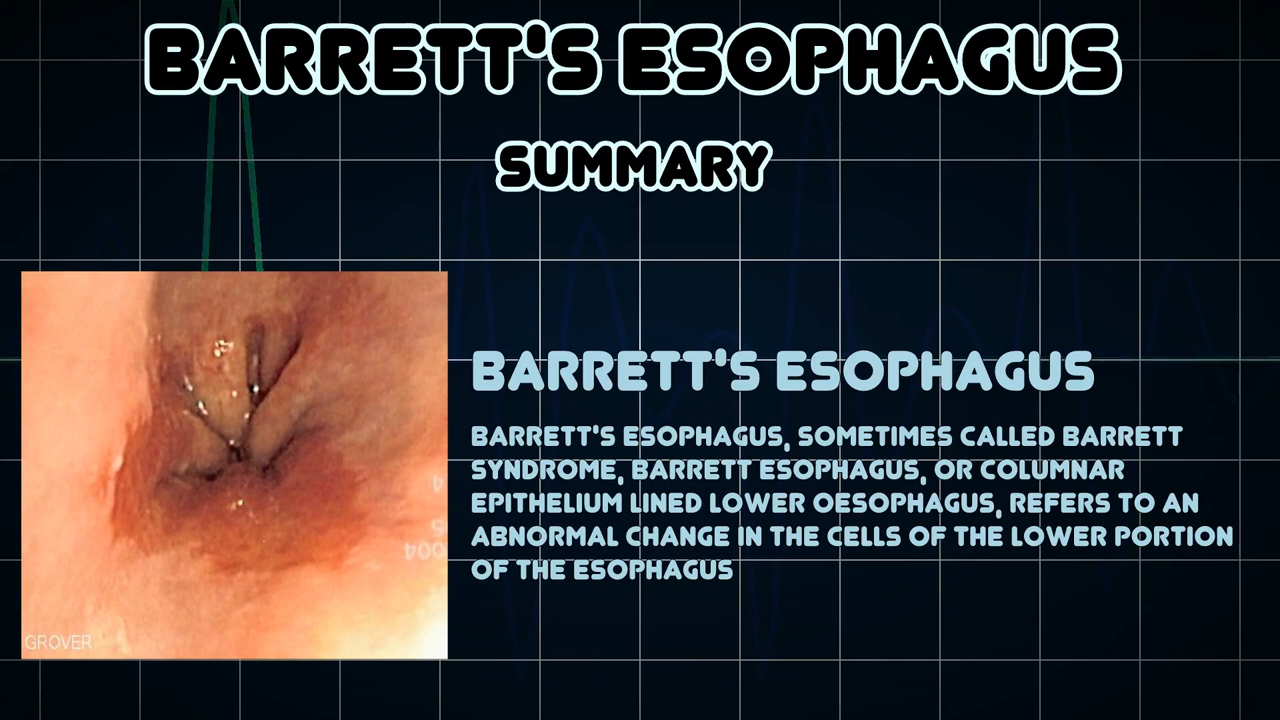 BARRETT'S ESOPHAGUS
SUMMARY
BARRETT'S ESOPHAGUS
BARRETT'S ESOPHAGUS, SOMETIMES CALLED BARRETT
SYNDROME, BARRETT ESOPHAGUS, OR COLUMNAR
EPITHELIUM LINED LOWER OESOPHAGUS, REFERS TO AN
ABNORMAL CHANGE IN THE CELLS OF THE LOWER PORTION
OF THE ESOPHAGUS
GROVER